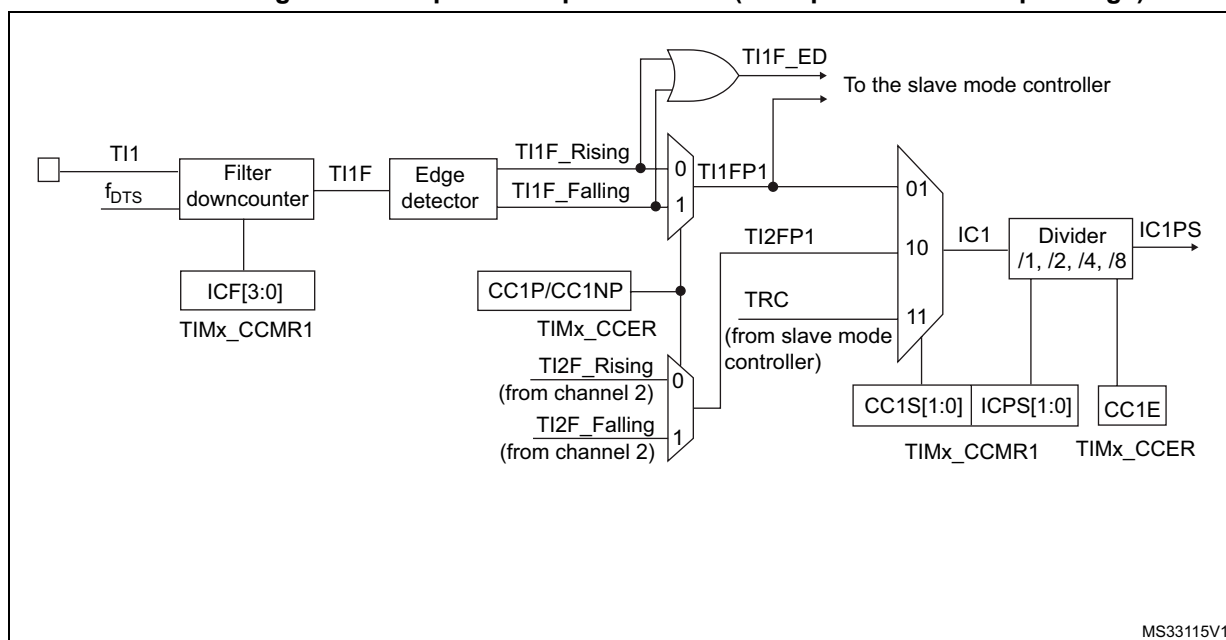 TI1F_ED
To the slave mode controller
TI1
f_DTS
Filter
downcounter
TI1F
Edge
detector
TI1F_Rising
TI1F_Falling
0
1
TI1FP1
01
TI2FP1
10
IC1
Divider
/1, /2, /4, /8
IC1PS
ICF[3:0]
TIMx_CCMR1
CC1P/CC1NP
TIMx_CCER
TRC
11
(from slave mode
controller)
TI2F_Rising
(from channel 2)
0
TI2F_Falling
(from channel 2)
1
CC1S[1:0]
ICPS[1:0]
CC1E
TIMx_CCMR1
TIMx_CCER
MS33115V1